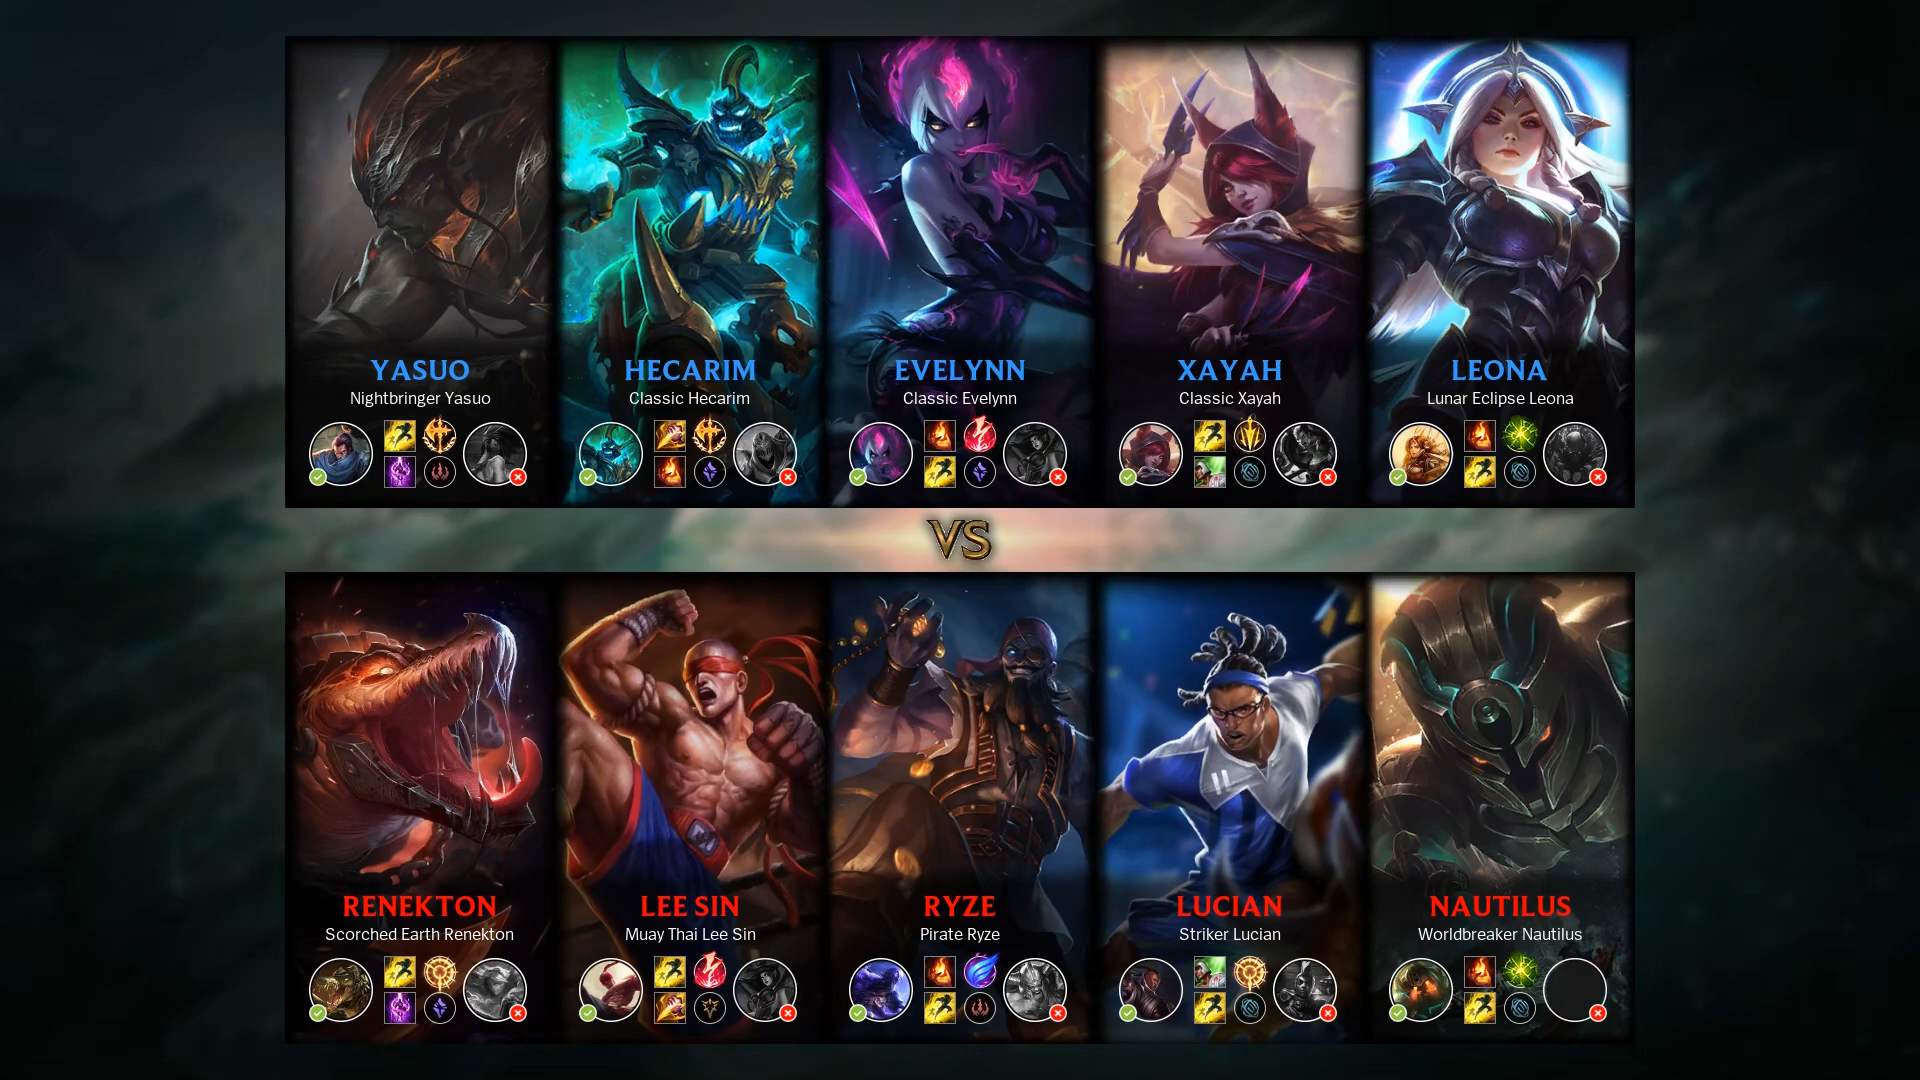 YASUO
Nightbringer Yasuo
HECARIM
Classic Hecarim
EVELYNN
Classic Evelynn
XAYAH
Classic Xayah
LEONA
Lunar Eclipse Leona
VS
RENEKTON
Scorched Earth Renekton
LEE SIN
Muay Thai Lee Sin
RYZE
Pirate Ryze
LUCIAN
Striker Lucian
NAUTILUS
Worldbreaker Nautilus